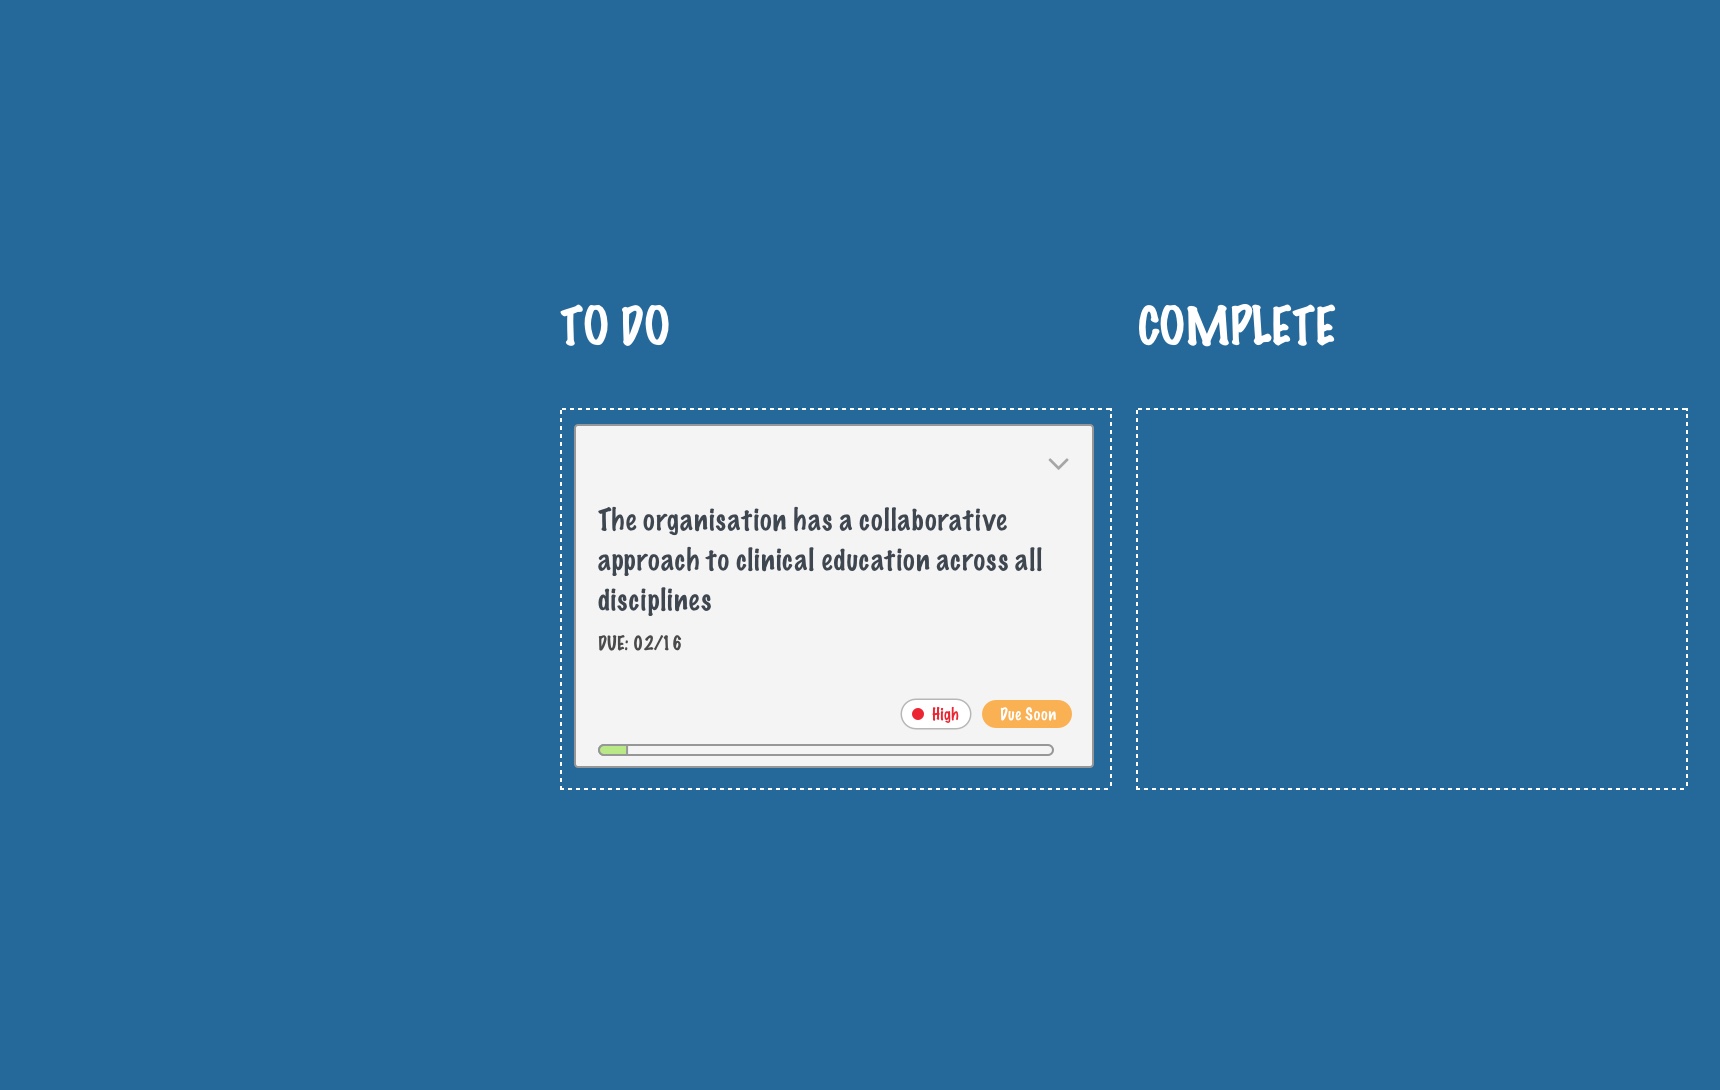 TO DO
COMPLETE
The organisation has a collaborative
approach to clinical education across all
disciplines
DUE: 02/16
High
Due Soon